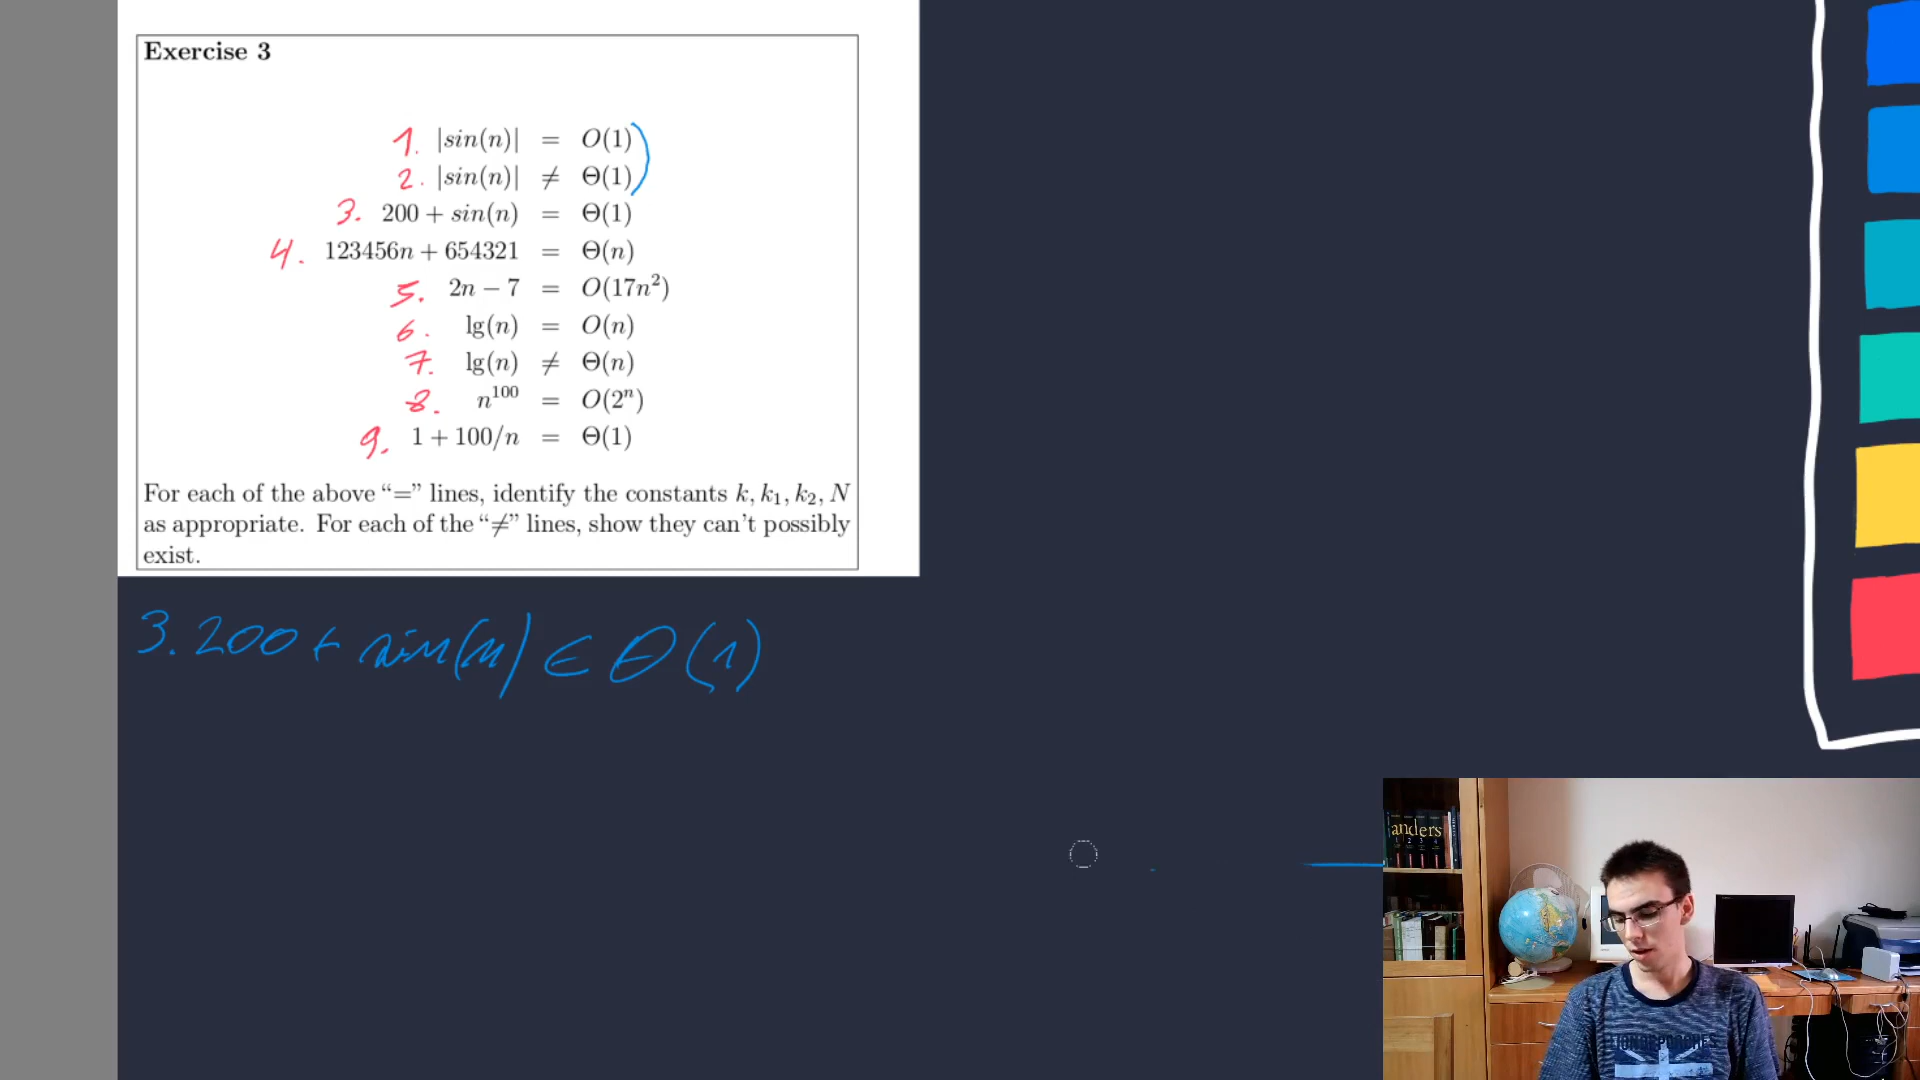 Exercise 3
1. |sin(n)| = O(1)
2. |sin(n)| ≠ Θ(1)
3. 200 + sin(n) = Θ(1)
4. 123456n + 654321 = Θ(n)
5. 2n − 7 = O(17n²)
6. lg(n) = O(n)
7. lg(n) ≠ Θ(n)
8. n¹⁰⁰ = O(2ⁿ)
9. 1 + 100/n = Θ(1)
For each of the above “=” lines, identify the constants k, k₁, k₂, N
as appropriate. For each of the “≠” lines, show they can’t possibly
exist.
3. 200 + sin(n) ∈ Θ(1)
anders